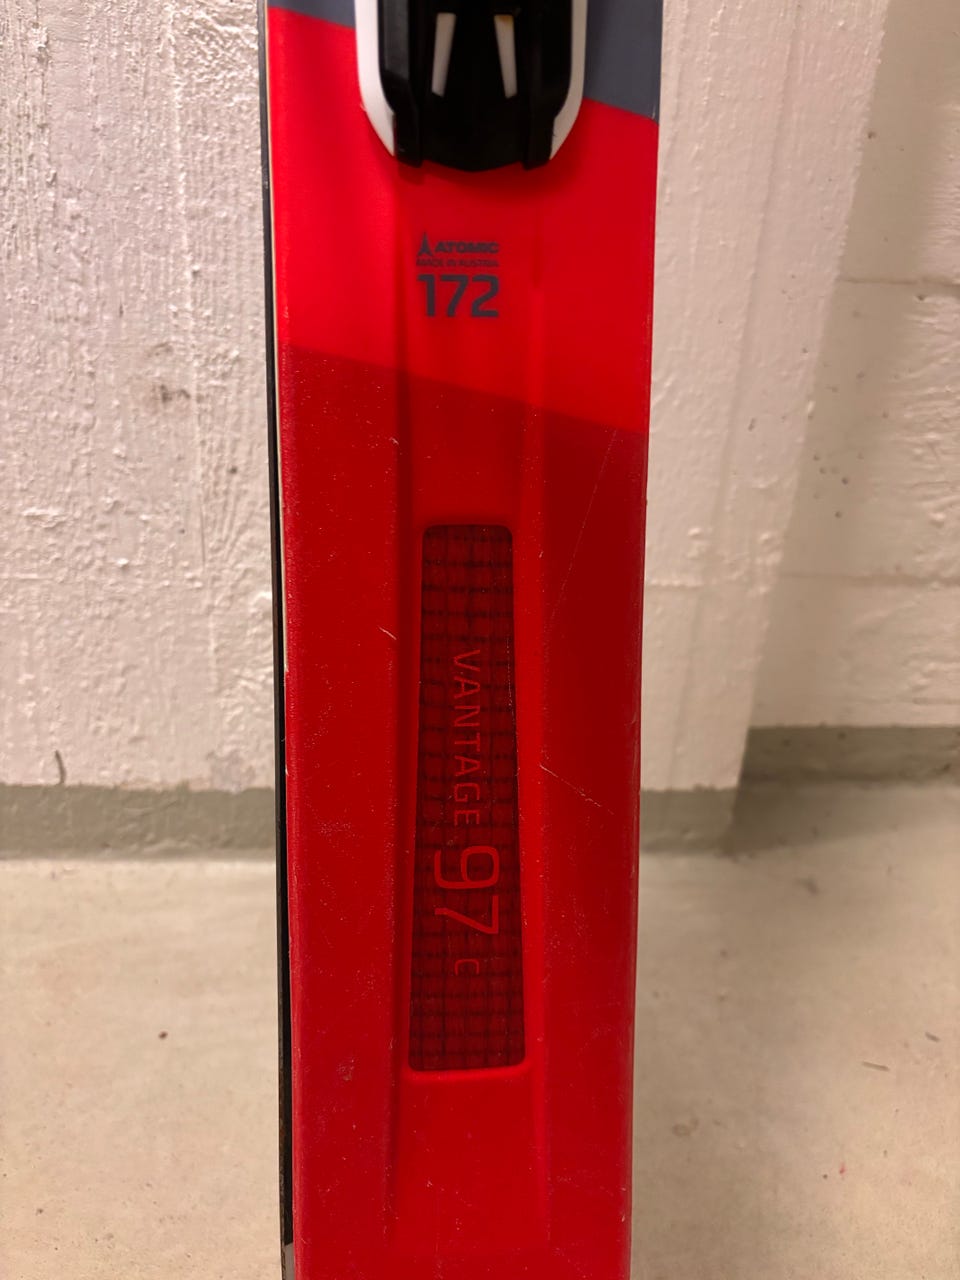 ATOMIC
MADE IN AUSTRIA
172
VANTAGE 97 C